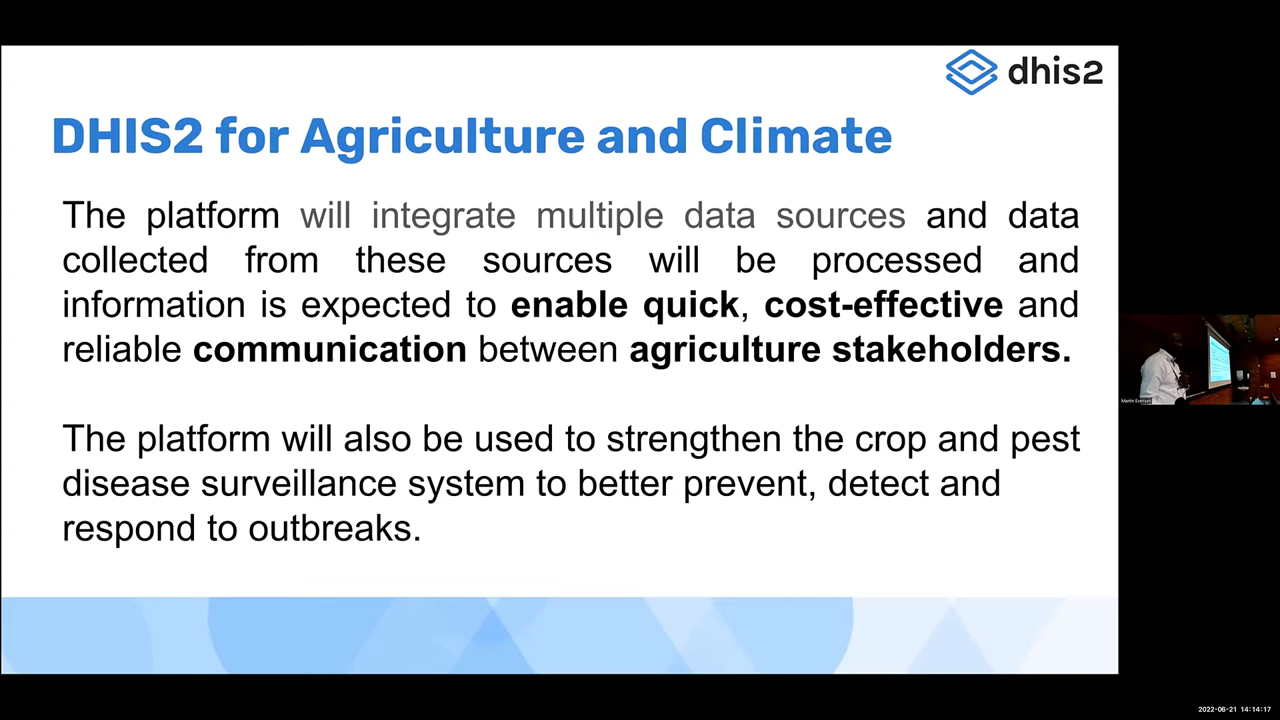 dhis2
DHIS2 for Agriculture and Climate
The platform will integrate multiple data sources and data
collected from these sources will be processed and
information is expected to enable quick, cost-effective and
reliable communication between agriculture stakeholders.
The platform will also be used to strengthen the crop and pest
disease surveillance system to better prevent, detect and
respond to outbreaks.
2022-06-21 14:14:17